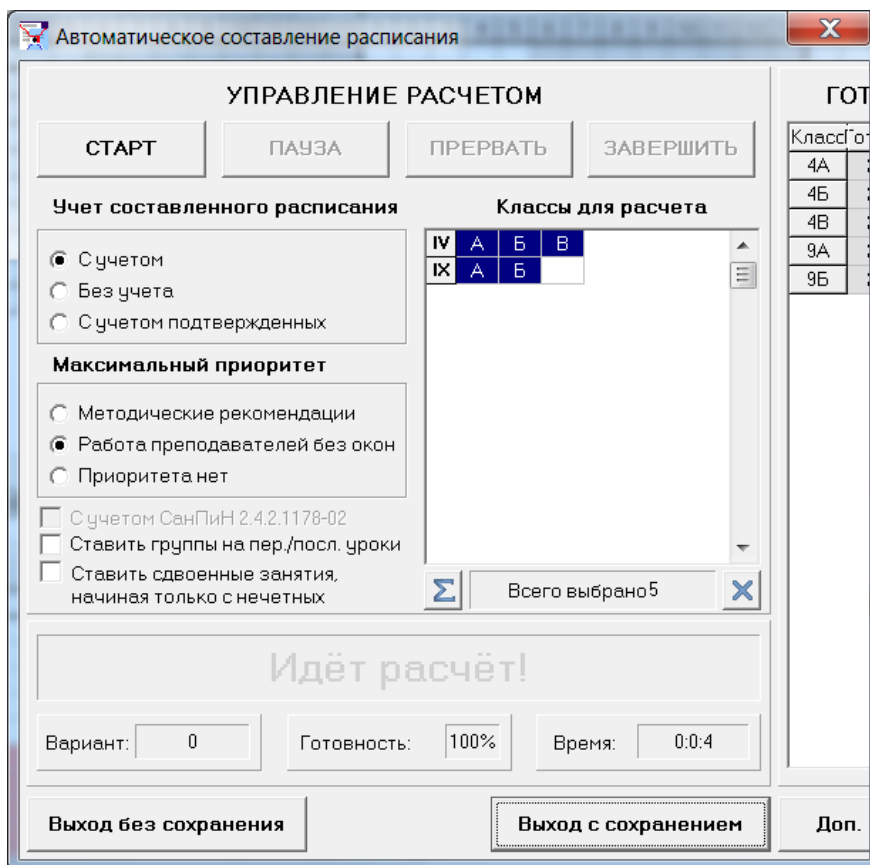 Автоматическое составление расписания
УПРАВЛЕНИЕ РАСЧЕТОМ
СТАРТ
ПАУЗА
ПРЕРВАТЬ
ЗАВЕРШИТЬ
Учет составленного расписания
С учетом
Без учета
С учетом подтвержденных
Максимальный приоритет
Методические рекомендации
Работа преподавателей без окон
Приоритета нет
С учетом СанПиН 2.4.2.1178-02
Ставить группы на пер./посл. уроки
Ставить сдвоенные занятия,
начиная только с нечетных
Классы для расчета
IV А Б В
IX А Б
Всего выбрано 5
Идёт расчёт!
Вариант: 0
Готовность: 100%
Время: 0:0:4
Выход без сохранения
Выход с сохранением
Доп.
ГОТ
Класс Гот
4А
4Б
4В
9А
9Б